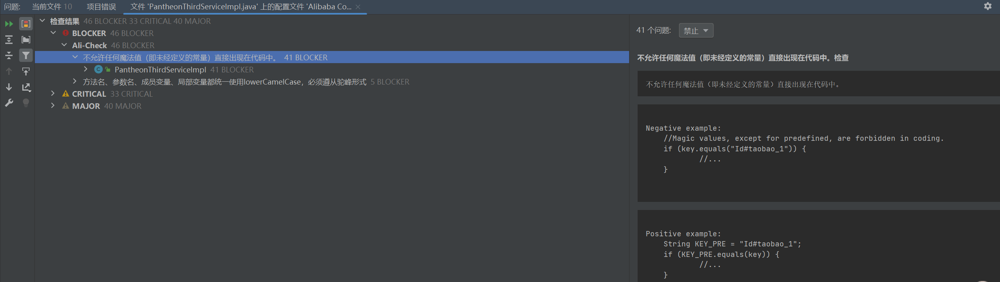 问题:
当前文件 10
项目错误
文件 'PantheonThirdServiceImpl.java' 上的配置文件 'Alibaba Co...
检查结果 46 BLOCKER 33 CRITICAL 40 MAJOR
BLOCKER 46 BLOCKER
Ali-Check 46 BLOCKER
不允许任何魔法值（即未经定义的常量）直接出现在代码中。 41 BLOCKER
PantheonThirdServiceImpl 41 BLOCKER
方法名、参数名、成员变量、局部变量都统一使用lowerCamelCase，必须遵从驼峰形式 5 BLOCKER
CRITICAL 33 CRITICAL
MAJOR 40 MAJOR
41 个问题:
禁止
不允许任何魔法值（即未经定义的常量）直接出现在代码中。检查
不允许任何魔法值（即未经定义的常量）直接出现在代码中。
Negative example:
//Magic values, except for predefined, are forbidden in coding.
if (key.equals("Id#taobao_1")) {
//...
}
Positive example:
String KEY_PRE = "Id#taobao_1";
if (KEY_PRE.equals(key)) {
//...
}